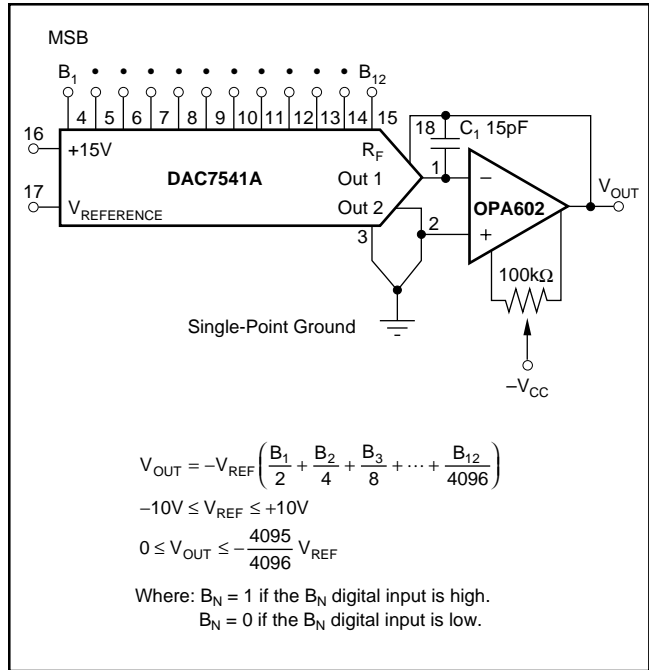 MSB
B1 • • • • • • • • • • B12
4 5 6 7 8 9 10 11 12 13 14 15
16 +15V RF 18 C1 15pF
DAC7541A Out 1 1 −
17 VREFERENCE Out 2 OPA602 VOUT
3 2 +
100kΩ
Single-Point Ground
−VCC
VOUT = −VREF(B1/2 + B2/4 + B3/8 + ⋯ + B12/4096)
−10V ≤ VREF ≤ +10V
0 ≤ VOUT ≤ −4095/4096 VREF
Where: BN = 1 if the BN digital input is high.
BN = 0 if the BN digital input is low.